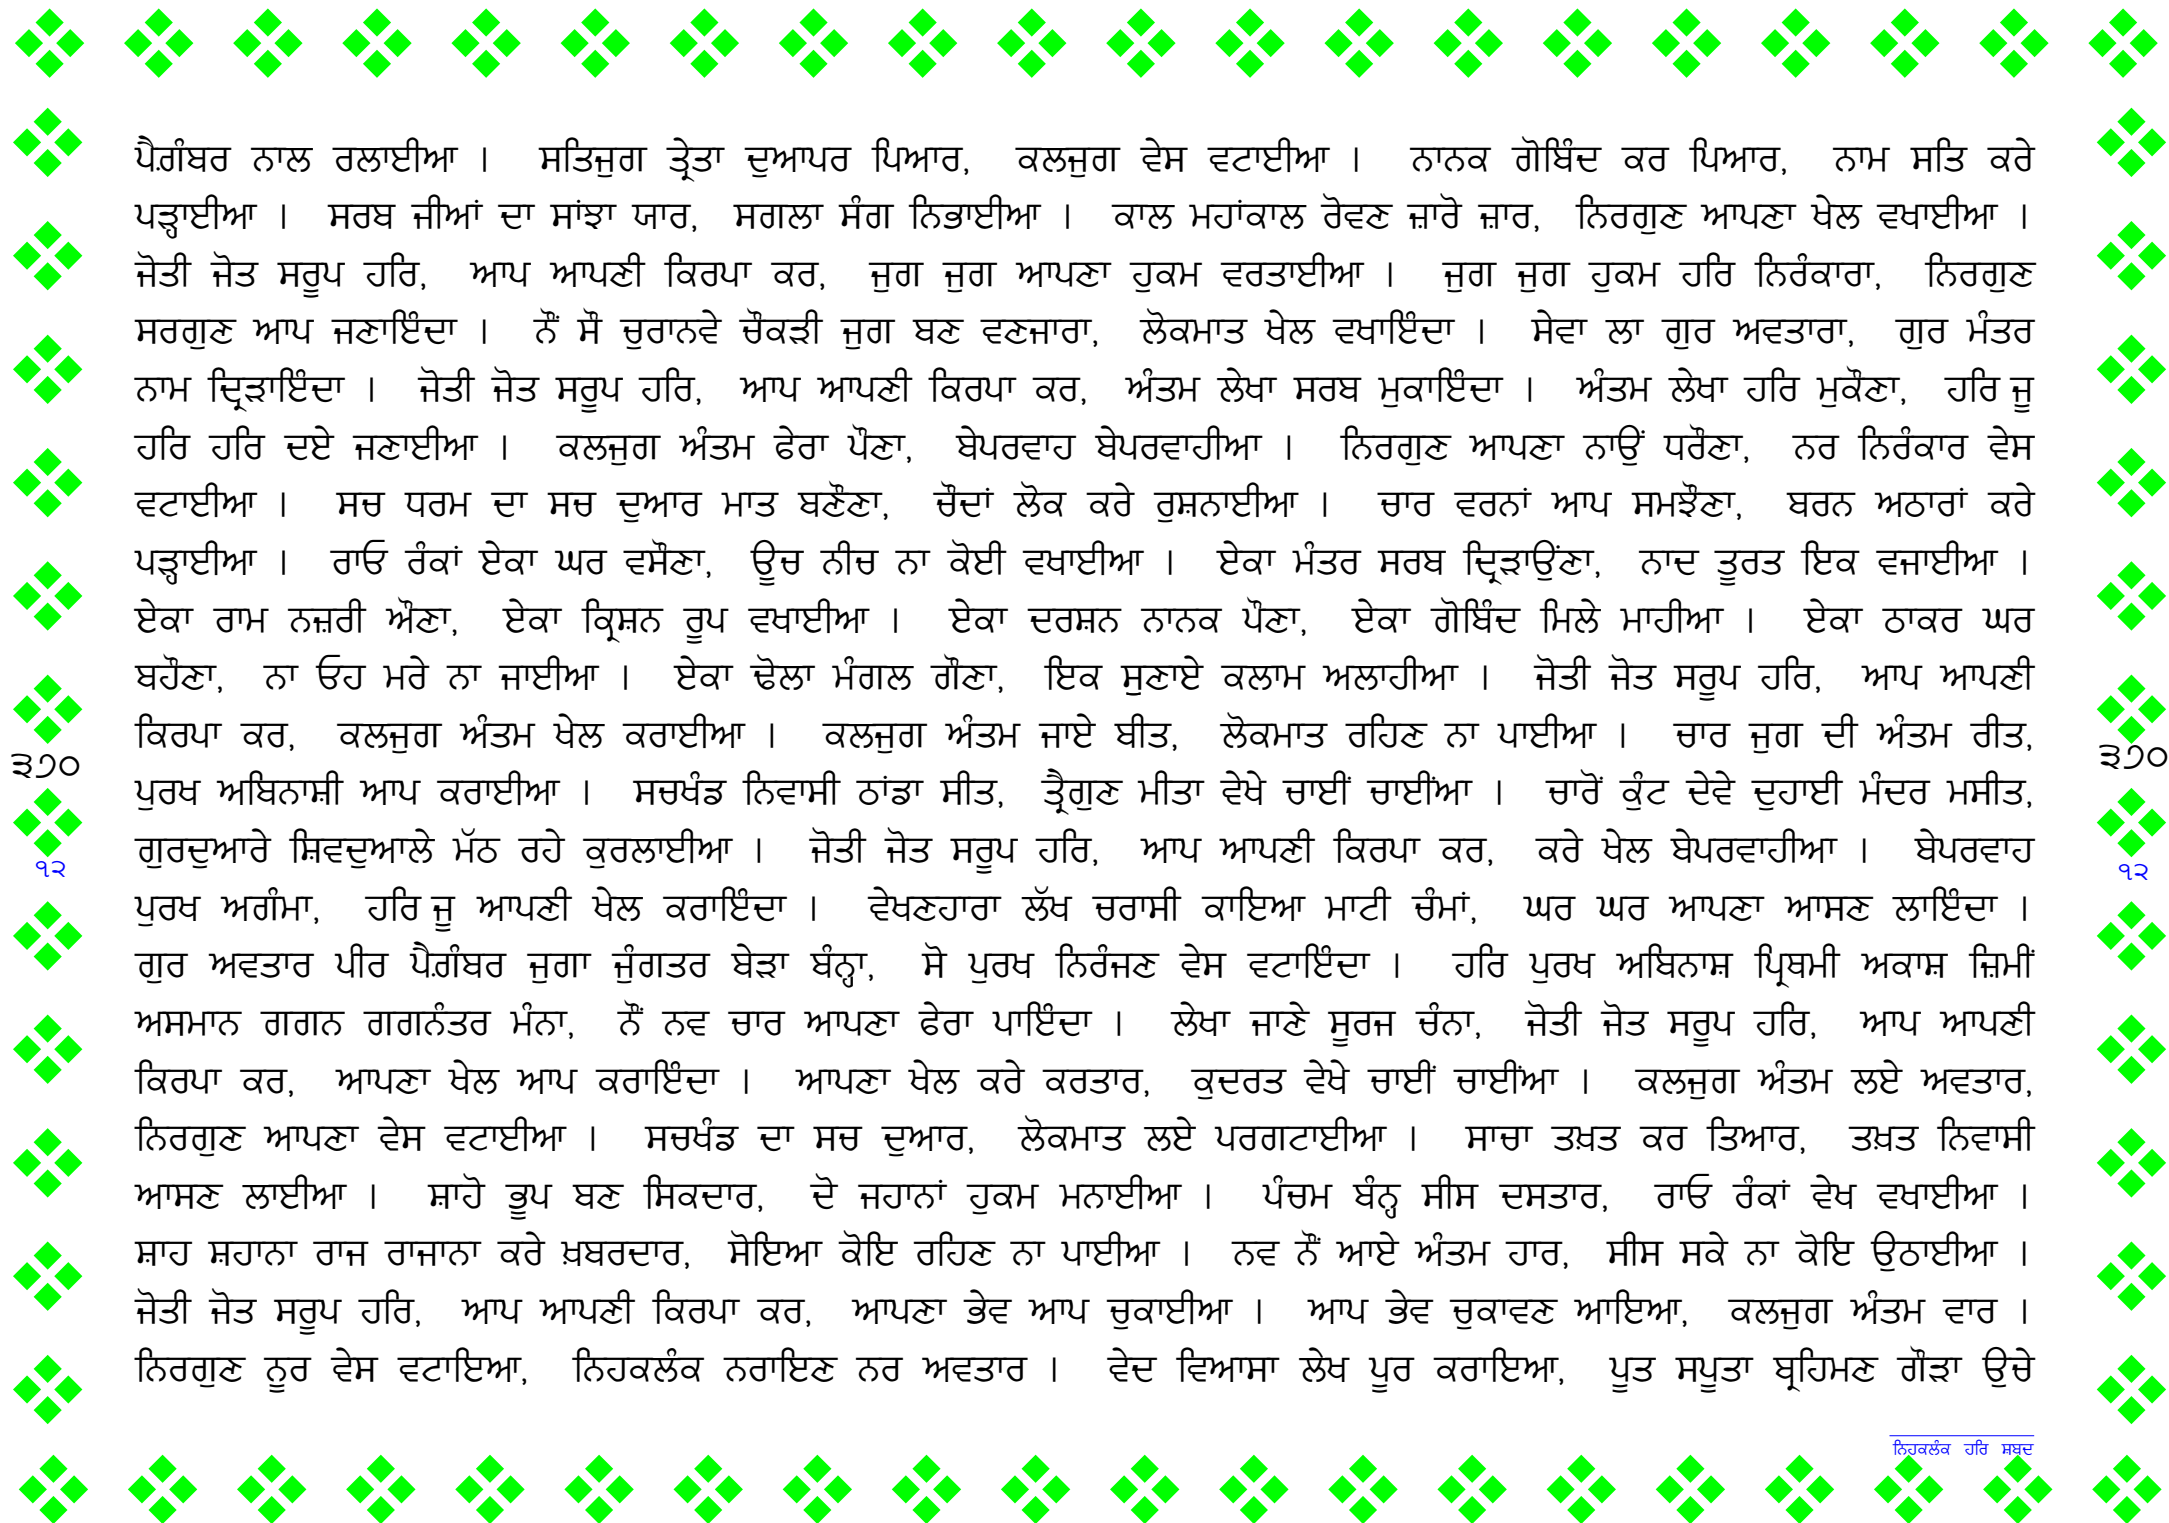 ਪੈਗ਼ੰਬਰ ਨਾਲ ਰਲਾਈਆ । ਸਤਿਜੁਗ ਤ੍ਰੇਤਾ ਦੁਆਪਰ ਪਿਆਰ, ਕਲਜੁਗ ਵੇਸ ਵਟਾਈਆ । ਨਾਨਕ ਗੋਬਿੰਦ ਕਰ ਪਿਆਰ, ਨਾਮ ਸਤਿ ਕਰੇ
ਪੜ੍ਹਾਈਆ । ਸਰਬ ਜੀਆਂ ਦਾ ਸਾਂਝਾ ਯਾਰ, ਸਗਲਾ ਸੰਗ ਨਿਭਾਈਆ । ਕਾਲ ਮਹਾਂਕਾਲ ਰੋਵਣ ਜ਼ਾਰੋ ਜ਼ਾਰ, ਨਿਰਗੁਣ ਆਪਣਾ ਖੇਲ ਵਖਾਈਆ ।
ਜੋਤੀ ਜੋਤ ਸਰੂਪ ਹਰਿ, ਆਪ ਆਪਣੀ ਕਿਰਪਾ ਕਰ, ਜੁਗ ਜੁਗ ਆਪਣਾ ਹੁਕਮ ਵਰਤਾਈਆ । ਜੁਗ ਜੁਗ ਹੁਕਮ ਹਰਿ ਨਿਰੰਕਾਰਾ, ਨਿਰਗੁਣ
ਸਰਗੁਣ ਆਪ ਜਣਾਇੰਦਾ । ਨੌਂ ਸੌ ਚੁਰਾਨਵੇ ਚੌਕੜੀ ਜੁਗ ਬਣ ਵਣਜਾਰਾ, ਲੋਕਮਾਤ ਖੇਲ ਵਖਾਇੰਦਾ । ਸੇਵਾ ਲਾ ਗੁਰ ਅਵਤਾਰਾ, ਗੁਰ ਮੰਤਰ
ਨਾਮ ਦ੍ਰਿੜਾਇੰਦਾ । ਜੋਤੀ ਜੋਤ ਸਰੂਪ ਹਰਿ, ਆਪ ਆਪਣੀ ਕਿਰਪਾ ਕਰ, ਅੰਤਮ ਲੇਖਾ ਸਰਬ ਮੁਕਾਇੰਦਾ । ਅੰਤਮ ਲੇਖਾ ਹਰਿ ਮੁਕੌਣਾ, ਹਰਿ ਜੂ
ਹਰਿ ਹਰਿ ਦਏ ਜਣਾਈਆ । ਕਲਜੁਗ ਅੰਤਮ ਫੇਰਾ ਪੌਣਾ, ਬੇਪਰਵਾਹ ਬੇਪਰਵਾਹੀਆ । ਨਿਰਗੁਣ ਆਪਣਾ ਨਾਉਂ ਧਰੌਣਾ, ਨਰ ਨਿਰੰਕਾਰ ਵੇਸ
ਵਟਾਈਆ । ਸਚ ਧਰਮ ਦਾ ਸਚ ਦੁਆਰ ਮਾਤ ਬਣੌਣਾ, ਚੌਦਾਂ ਲੋਕ ਕਰੇ ਰੁਸ਼ਨਾਈਆ । ਚਾਰ ਵਰਨਾਂ ਆਪ ਸਮਝੌਣਾ, ਬਰਨ ਅਠਾਰਾਂ ਕਰੇ
ਪੜ੍ਹਾਈਆ । ਰਾਓ ਰੰਕਾਂ ਏਕਾ ਘਰ ਵਸੌਣਾ, ਊਚ ਨੀਚ ਨਾ ਕੋਈ ਵਖਾਈਆ । ਏਕਾ ਮੰਤਰ ਸਰਬ ਦ੍ਰਿੜਾਉਂਣਾ, ਨਾਦ ਤੂਰਤ ਇਕ ਵਜਾਈਆ ।
ਏਕਾ ਰਾਮ ਨਜ਼ਰੀ ਔਣਾ, ਏਕਾ ਕ੍ਰਿਸ਼ਨ ਰੂਪ ਵਖਾਈਆ । ਏਕਾ ਦਰਸ਼ਨ ਨਾਨਕ ਪੌਣਾ, ਏਕਾ ਗੋਬਿੰਦ ਮਿਲੇ ਮਾਹੀਆ । ਏਕਾ ਠਾਕਰ ਘਰ
ਬਹੌਣਾ, ਨਾ ਓਹ ਮਰੇ ਨਾ ਜਾਈਆ । ਏਕਾ ਢੋਲਾ ਮੰਗਲ ਗੌਣਾ, ਇਕ ਸੁਣਾਏ ਕਲਾਮ ਅਲਾਹੀਆ । ਜੋਤੀ ਜੋਤ ਸਰੂਪ ਹਰਿ, ਆਪ ਆਪਣੀ
ਕਿਰਪਾ ਕਰ, ਕਲਜੁਗ ਅੰਤਮ ਖੇਲ ਕਰਾਈਆ । ਕਲਜੁਗ ਅੰਤਮ ਜਾਏ ਬੀਤ, ਲੋਕਮਾਤ ਰਹਿਣ ਨਾ ਪਾਈਆ । ਚਾਰ ਜੁਗ ਦੀ ਅੰਤਮ ਰੀਤ,
੩੭੦ ੩੭੦
ਪੁਰਖ ਅਬਿਨਾਸ਼ੀ ਆਪ ਕਰਾਈਆ । ਸਚਖੰਡ ਨਿਵਾਸੀ ਠਾਂਡਾ ਸੀਤ, ਤ੍ਰੈਗੁਣ ਮੀਤਾ ਵੇਖੇ ਚਾਈਂ ਚਾਈਂਆ । ਚਾਰੋਂ ਕੁੰਟ ਦੇਵੇ ਦੁਹਾਈ ਮੰਦਰ ਮਸੀਤ,
ਗੁਰਦੁਆਰੇ ਸ਼ਿਵਦੁਆਲੇ ਮੱਠ ਰਹੇ ਕੁਰਲਾਈਆ । ਜੋਤੀ ਜੋਤ ਸਰੂਪ ਹਰਿ, ਆਪ ਆਪਣੀ ਕਿਰਪਾ ਕਰ, ਕਰੇ ਖੇਲ ਬੇਪਰਵਾਹੀਆ । ਬੇਪਰਵਾਹ
੧੨ ੧੨
ਪੁਰਖ ਅਗੰਮਾ, ਹਰਿ ਜੂ ਆਪਣੀ ਖੇਲ ਕਰਾਇੰਦਾ । ਵੇਖਣਹਾਰਾ ਲੱਖ ਚਰਾਸੀ ਕਾਇਆ ਮਾਟੀ ਚੰਮਾਂ, ਘਰ ਘਰ ਆਪਣਾ ਆਸਣ ਲਾਇੰਦਾ ।
ਗੁਰ ਅਵਤਾਰ ਪੀਰ ਪੈਗ਼ੰਬਰ ਜੁਗਾ ਜੁੰਗਤਰ ਬੇੜਾ ਬੰਨ੍ਹਾ, ਸੋ ਪੁਰਖ ਨਿਰੰਜਣ ਵੇਸ ਵਟਾਇੰਦਾ । ਹਰਿ ਪੁਰਖ ਅਬਿਨਾਸ਼ ਪ੍ਰਿਥਮੀ ਅਕਾਸ਼ ਜ਼ਿਮੀਂ
ਅਸਮਾਨ ਗਗਨ ਗਗਨੰਤਰ ਮੰਨਾ, ਨੌਂ ਨਵ ਚਾਰ ਆਪਣਾ ਫੇਰਾ ਪਾਇੰਦਾ । ਲੇਖਾ ਜਾਣੇ ਸੂਰਜ ਚੰਨਾ, ਜੋਤੀ ਜੋਤ ਸਰੂਪ ਹਰਿ, ਆਪ ਆਪਣੀ
ਕਿਰਪਾ ਕਰ, ਆਪਣਾ ਖੇਲ ਆਪ ਕਰਾਇੰਦਾ । ਆਪਣਾ ਖੇਲ ਕਰੇ ਕਰਤਾਰ, ਕੁਦਰਤ ਵੇਖੇ ਚਾਈਂ ਚਾਈਂਆ । ਕਲਜੁਗ ਅੰਤਮ ਲਏ ਅਵਤਾਰ,
ਨਿਰਗੁਣ ਆਪਣਾ ਵੇਸ ਵਟਾਈਆ । ਸਚਖੰਡ ਦਾ ਸਚ ਦੁਆਰ, ਲੋਕਮਾਤ ਲਏ ਪਰਗਟਾਈਆ । ਸਾਚਾ ਤਖ਼ਤ ਕਰ ਤਿਆਰ, ਤਖ਼ਤ ਨਿਵਾਸੀ
ਆਸਣ ਲਾਈਆ । ਸ਼ਾਹੋ ਭੂਪ ਬਣ ਸਿਕਦਾਰ, ਦੋ ਜਹਾਨਾਂ ਹੁਕਮ ਮਨਾਈਆ । ਪੰਚਮ ਬੰਨ੍ਹ ਸੀਸ ਦਸਤਾਰ, ਰਾਓ ਰੰਕਾਂ ਵੇਖ ਵਖਾਈਆ ।
ਸ਼ਾਹ ਸ਼ਹਾਨਾ ਰਾਜ ਰਾਜਾਨਾ ਕਰੇ ਖ਼ਬਰਦਾਰ, ਸੋਇਆ ਕੋਇ ਰਹਿਣ ਨਾ ਪਾਈਆ । ਨਵ ਨੌਂ ਆਏ ਅੰਤਮ ਹਾਰ, ਸੀਸ ਸਕੇ ਨਾ ਕੋਇ ਉਠਾਈਆ ।
ਜੋਤੀ ਜੋਤ ਸਰੂਪ ਹਰਿ, ਆਪ ਆਪਣੀ ਕਿਰਪਾ ਕਰ, ਆਪਣਾ ਭੇਵ ਆਪ ਚੁਕਾਈਆ । ਆਪ ਭੇਵ ਚੁਕਾਵਣ ਆਇਆ, ਕਲਜੁਗ ਅੰਤਮ ਵਾਰ ।
ਨਿਰਗੁਣ ਨੂਰ ਵੇਸ ਵਟਾਇਆ, ਨਿਹਕਲੰਕ ਨਰਾਇਣ ਨਰ ਅਵਤਾਰ । ਵੇਦ ਵਿਆਸਾ ਲੇਖ ਪੂਰ ਕਰਾਇਆ, ਪੂਤ ਸਪੂਤਾ ਬ੍ਰਹਿਮਣ ਗੌੜਾ ਉਚੇ
ਨਿਹਕਲੰਕ ਹਰਿ ਸ਼ਬਦ